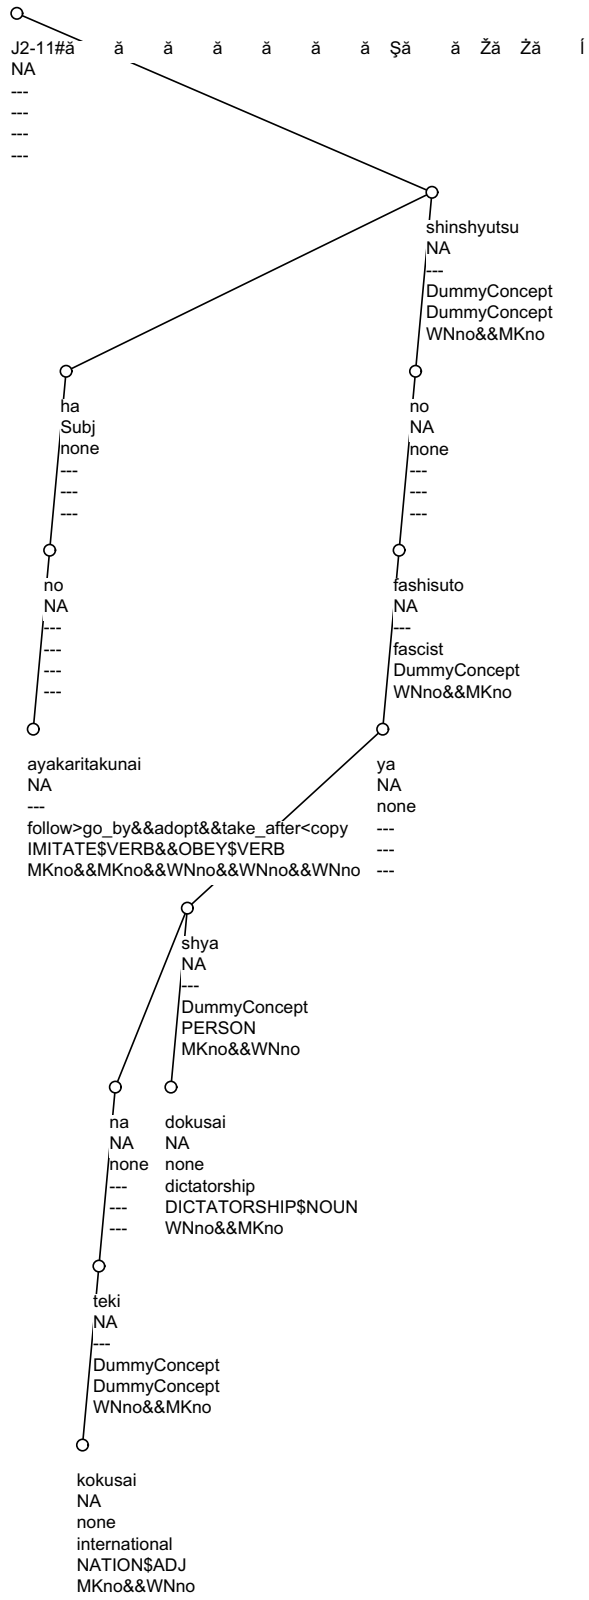 J2-11#ă ă ă ă ă ă ă ă Şă ă Žă Żă Í
NA
---
---
---
---
shinshyutsu
NA
---
DummyConcept
DummyConcept
WNno&&MKno
ha
Subj
none
---
---
---
no
NA
none
---
---
---
no
NA
---
---
---
---
fashisuto
NA
---
fascist
DummyConcept
WNno&&MKno
ayakaritakunai
NA
---
follow>go_by&&adopt&&take_after<copy
IMITATE$VERB&&OBEY$VERB
MKno&&MKno&&WNno&&WNno&&WNno
ya
NA
none
---
---
---
shya
NA
---
DummyConcept
PERSON
MKno&&WNno
na
NA
none
---
---
---
dokusai
NA
none
dictatorship
DICTATORSHIP$NOUN
WNno&&MKno
teki
NA
---
DummyConcept
DummyConcept
WNno&&MKno
kokusai
NA
none
international
NATION$ADJ
MKno&&WNno